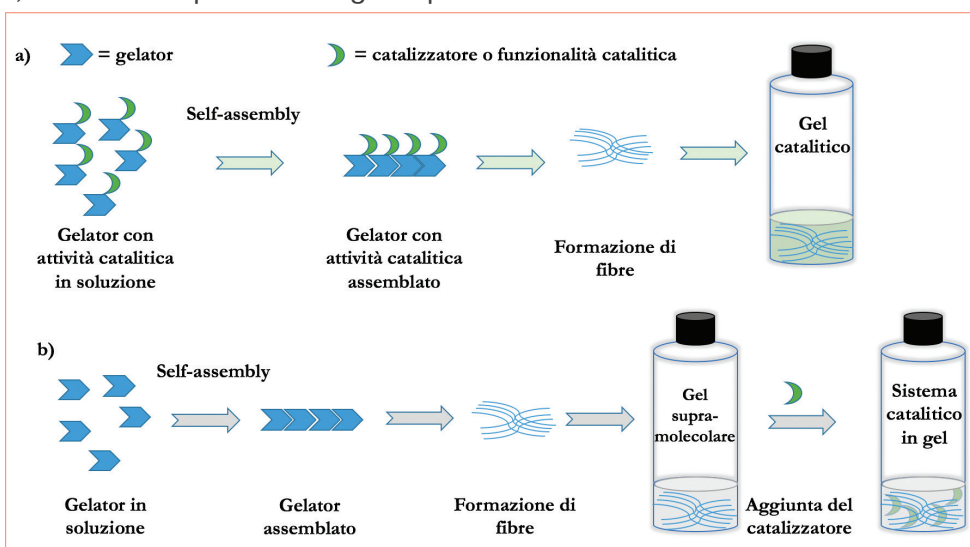 a)
= gelator
= catalizzatore o funzionalità catalitica
Self-assembly
Gel
catalitico
Gelator con
attività catalitica
in soluzione
Gelator con
attività catalitica
assemblato
Formazione di
fibre
b)
Self-assembly
Gel
supra-
molecolare
Sistema
catalitico
in gel
Gelator in
soluzione
Gelator
assemblato
Formazione di
fibre
Aggiunta del
catalizzatore